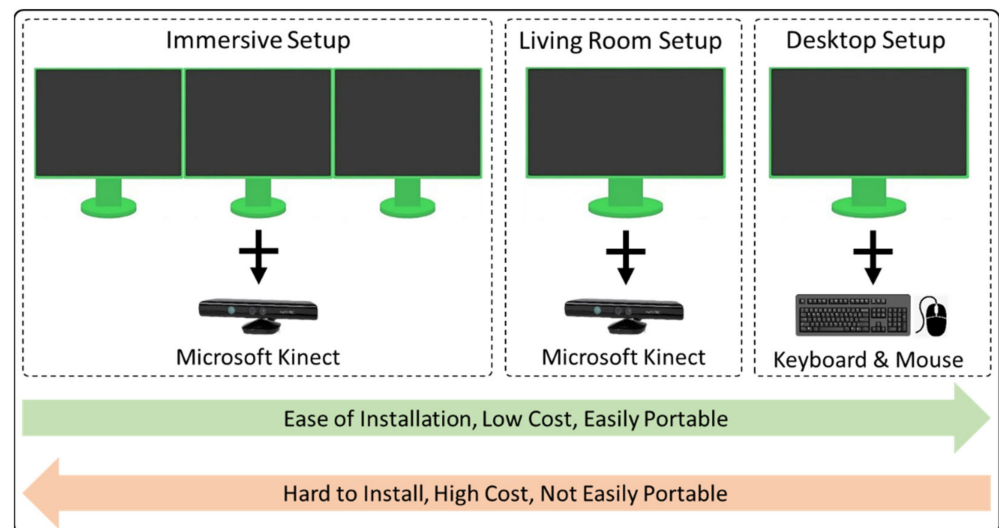 Immersive Setup
Living Room Setup
Desktop Setup
Microsoft Kinect
Microsoft Kinect
Keyboard & Mouse
Ease of Installation, Low Cost, Easily Portable
Hard to Install, High Cost, Not Easily Portable